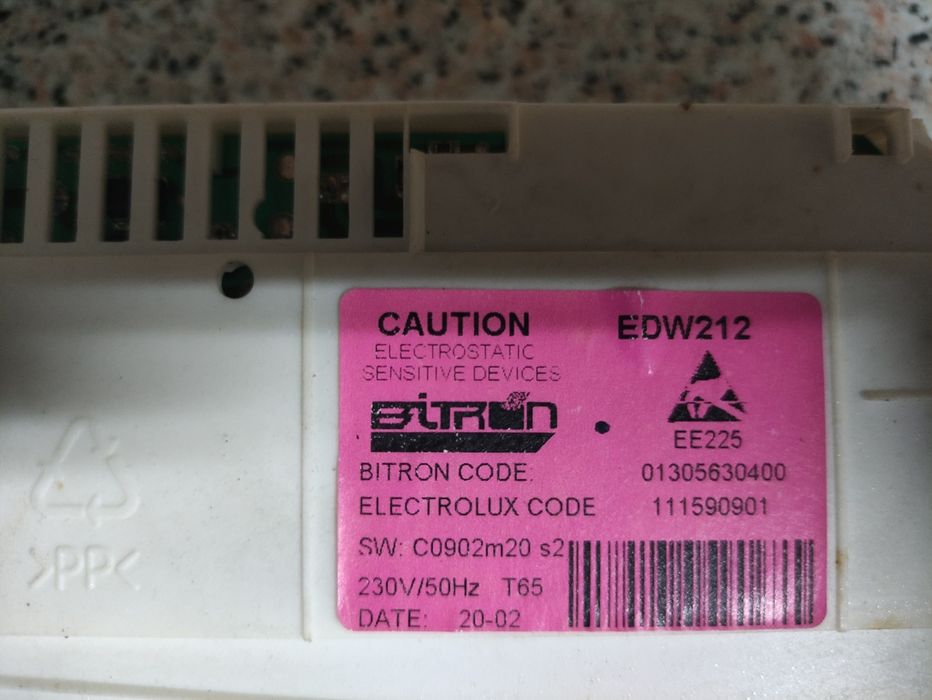 CAUTION
EDW212
ELECTROSTATIC
SENSITIVE DEVICES
BITRON
EE225
BITRON CODE: 01305630400
ELECTROLUX CODE 111590901
SW: C0902m20 s2
230V/50Hz T65
DATE: 20-02
>PP<